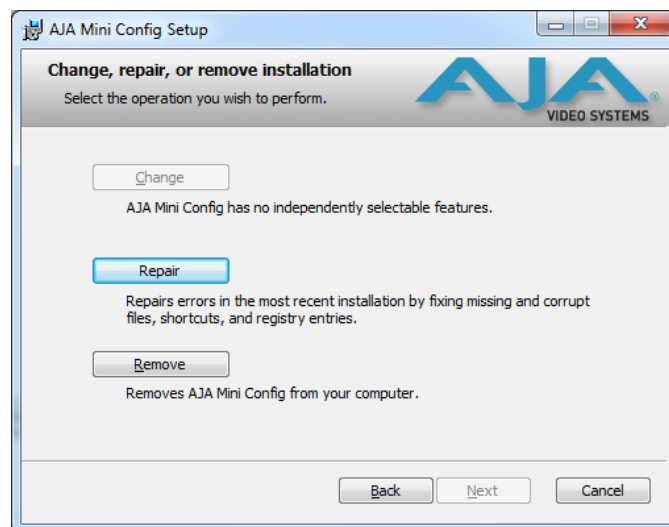 AJA Mini Config Setup
Change, repair, or remove installation
Select the operation you wish to perform.
AJA®
VIDEO SYSTEMS
Change
AJA Mini Config has no independently selectable features.
Repair
Repairs errors in the most recent installation by fixing missing and corrupt
files, shortcuts, and registry entries.
Remove
Removes AJA Mini Config from your computer.
Back
Next
Cancel